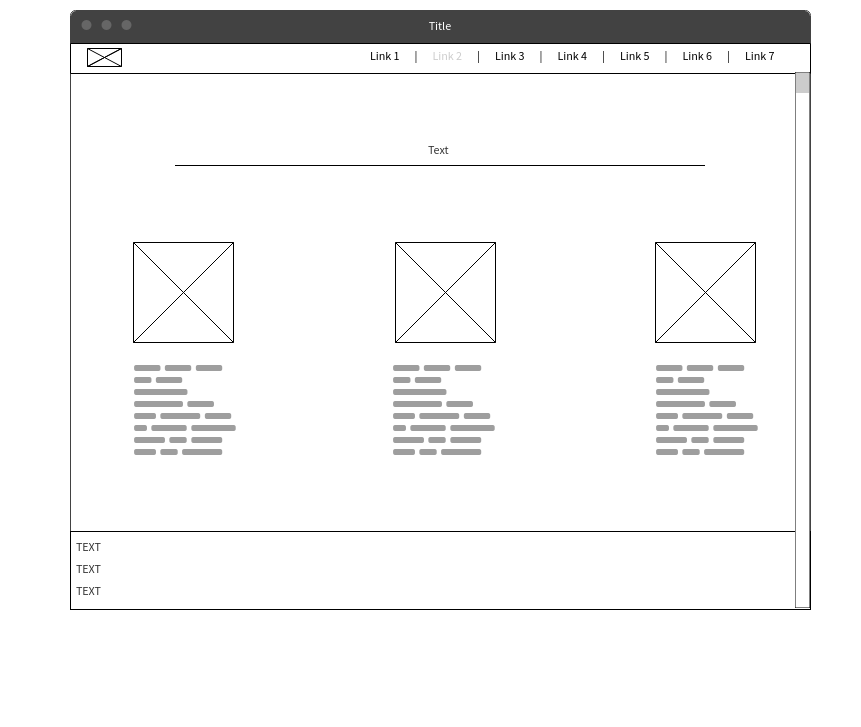 Title
Link 1 | Link 2 | Link 3 | Link 4 | Link 5 | Link 6 | Link 7
Text
TEXT
TEXT
TEXT